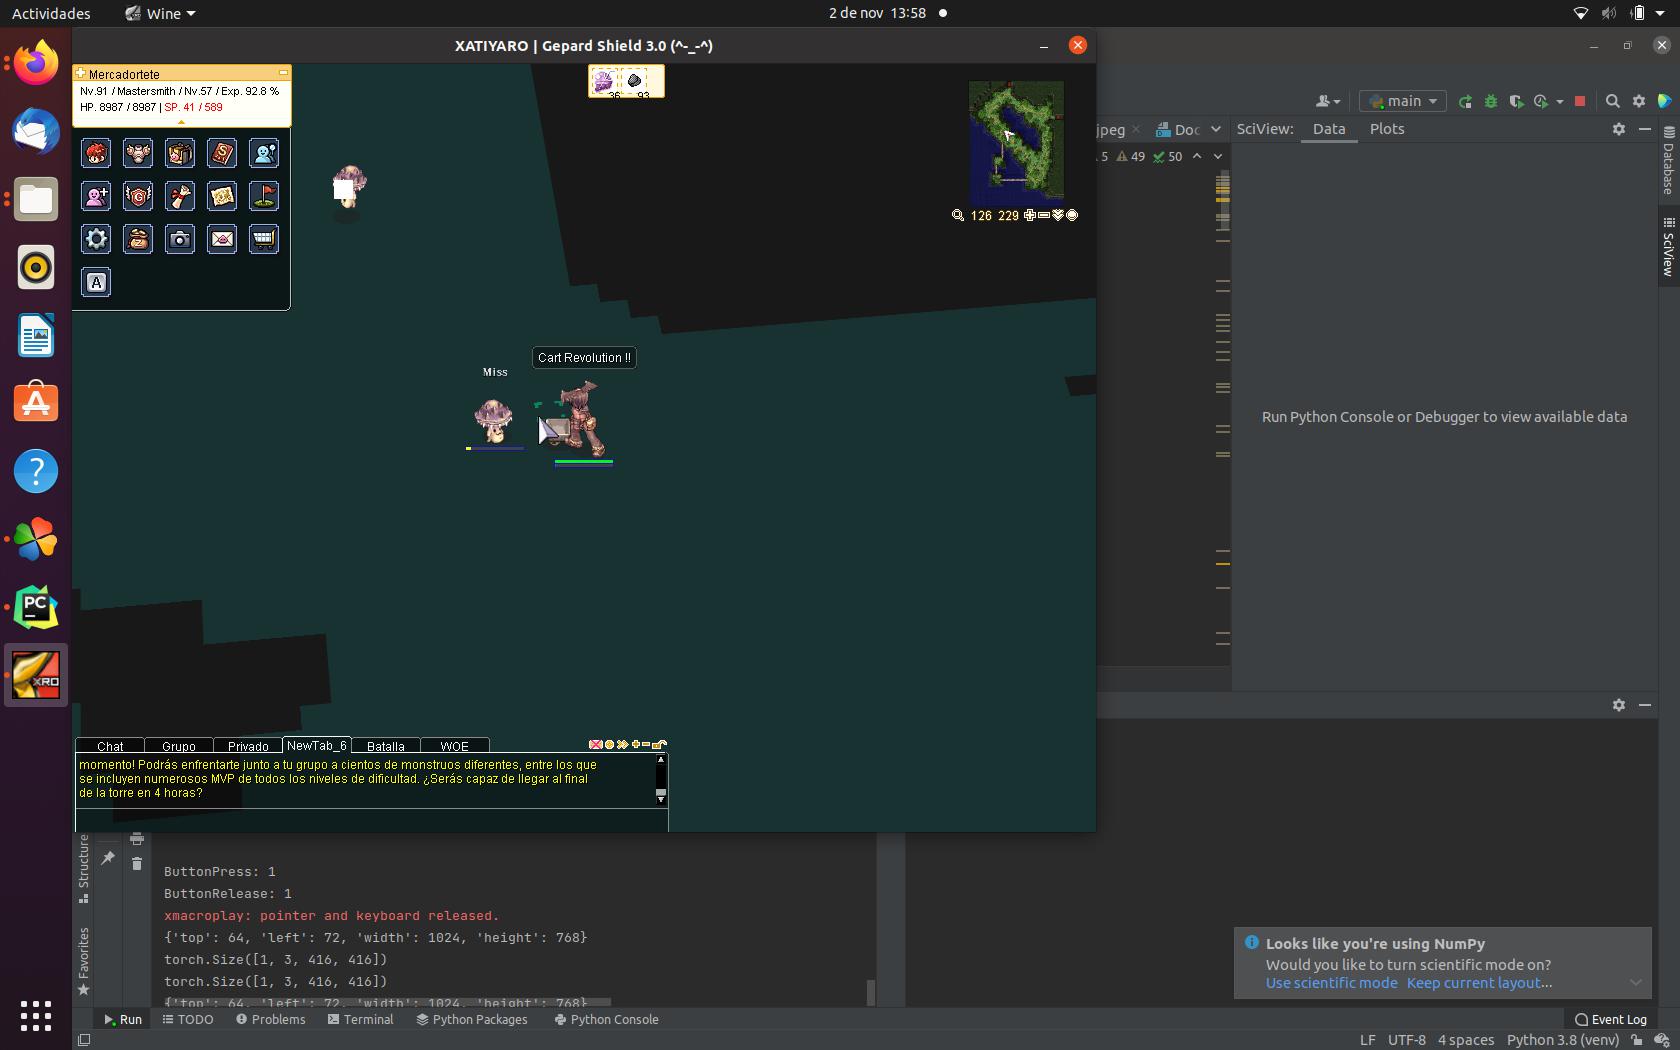 Actividades
Wine
2 de nov 13:58
XATIYARO | Gepard Shield 3.0 (^-_-^)
Mercadortete
Nv.91 / Mastersmith / Nv.57 / Exp. 92.8 %
HP. 8987 / 8987 | SP. 41 / 589
36
93
S
G
A
126 229
main
jpeg
Doc
SciView:
Data
Plots
5
49
50
Database
SciView
Cart Revolution !!
Miss
Run Python Console or Debugger to view available data
PC
XRO
Chat
Grupo
Privado
NewTab_6
Batalla
WOE
momento! Podrás enfrentarte junto a tu grupo a cientos de monstruos diferentes, entre los que
se incluyen numerosos MVP de todos los niveles de dificultad. ¿Serás capaz de llegar al final
de la torre en 4 horas?
Structure
Favorites
ButtonPress: 1
ButtonRelease: 1
xmacroplay: pointer and keyboard released.
{'top': 64, 'left': 72, 'width': 1024, 'height': 768}
torch.Size([1, 3, 416, 416])
torch.Size([1, 3, 416, 416])
{'top': 64, 'left': 72, 'width': 1024, 'height': 768}
Looks like you're using NumPy
Would you like to turn scientific mode on?
Use scientific mode Keep current layout...
Run
TODO
Problems
Terminal
Python Packages
Python Console
Event Log
LF
UTF-8
4 spaces
Python 3.8 (venv)